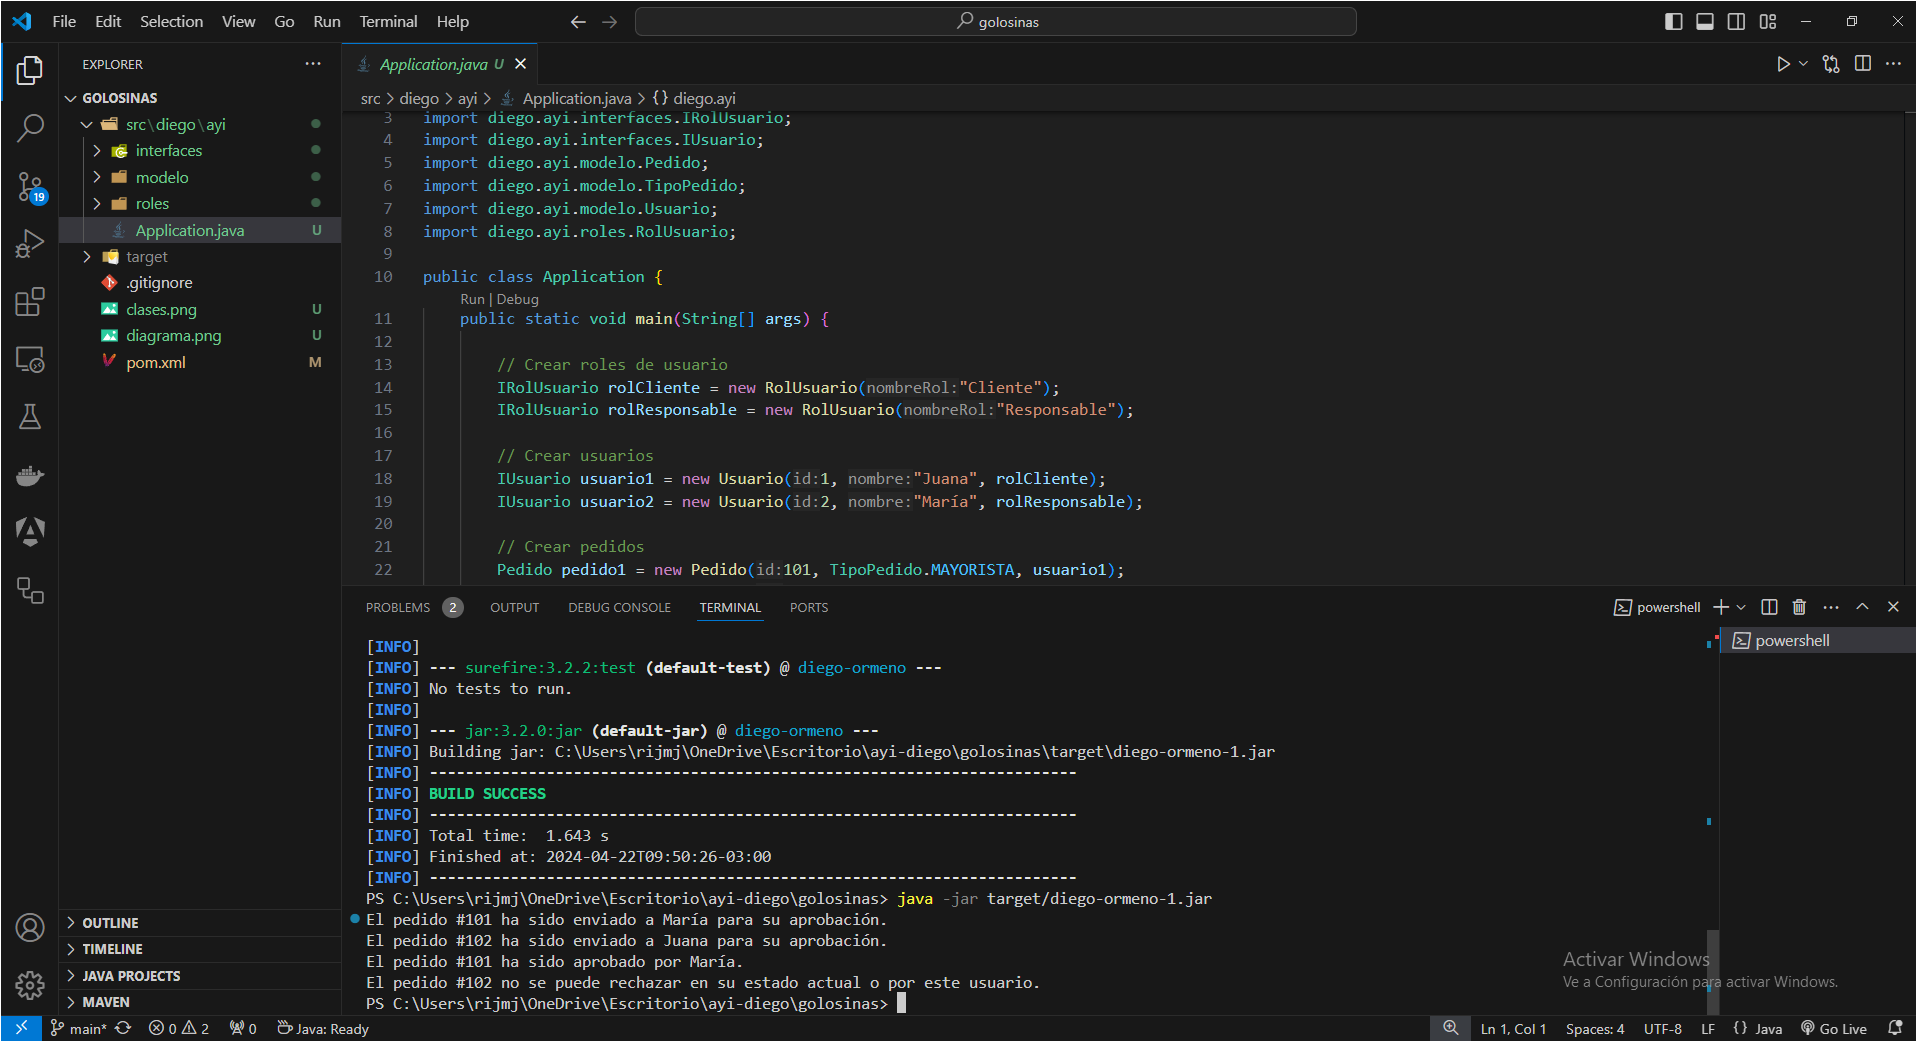 File Edit Selection View Go Run Terminal Help
golosinas
EXPLORER
GOLOSINAS
src\diego\ayi
interfaces
modelo
roles
Application.java U
target
.gitignore
clases.png U
diagrama.png U
pom.xml M
19
OUTLINE
TIMELINE
JAVA PROJECTS
MAVEN
Application.java U
src > diego > ayi > Application.java > {} diego.ayi
3 import diego.ayi.interfaces.IRolUsuario;
4 import diego.ayi.interfaces.IUsuario;
5 import diego.ayi.modelo.Pedido;
6 import diego.ayi.modelo.TipoPedido;
7 import diego.ayi.modelo.Usuario;
8 import diego.ayi.roles.RolUsuario;
9
10 public class Application {
Run | Debug
11 public static void main(String[] args) {
12
13 // Crear roles de usuario
14 IRolUsuario rolCliente = new RolUsuario(nombreRol:"Cliente");
15 IRolUsuario rolResponsable = new RolUsuario(nombreRol:"Responsable");
16
17 // Crear usuarios
18 IUsuario usuario1 = new Usuario(id:1, nombre:"Juana", rolCliente);
19 IUsuario usuario2 = new Usuario(id:2, nombre:"María", rolResponsable);
20
21 // Crear pedidos
22 Pedido pedido1 = new Pedido(id:101, TipoPedido.MAYORISTA, usuario1);
PROBLEMS 2 OUTPUT DEBUG CONSOLE TERMINAL PORTS
powershell
powershell
[INFO]
[INFO] --- surefire:3.2.2:test (default-test) @ diego-ormeno ---
[INFO] No tests to run.
[INFO]
[INFO] --- jar:3.2.0:jar (default-jar) @ diego-ormeno ---
[INFO] Building jar: C:\Users\rijmj\OneDrive\Escritorio\ayi-diego\golosinas\target\diego-ormeno-1.jar
[INFO] ------------------------------------------------------------------------
[INFO] BUILD SUCCESS
[INFO] ------------------------------------------------------------------------
[INFO] Total time:  1.643 s
[INFO] Finished at: 2024-04-22T09:50:26-03:00
[INFO] ------------------------------------------------------------------------
PS C:\Users\rijmj\OneDrive\Escritorio\ayi-diego\golosinas> java -jar target/diego-ormeno-1.jar
El pedido #101 ha sido enviado a María para su aprobación.
El pedido #102 ha sido enviado a Juana para su aprobación.
El pedido #101 ha sido aprobado por María.
El pedido #102 no se puede rechazar en su estado actual o por este usuario.
PS C:\Users\rijmj\OneDrive\Escritorio\ayi-diego\golosinas>
Activar Windows
Ve a Configuración para activar Windows.
main* 0 2 0 Java: Ready
Ln 1, Col 1 Spaces: 4 UTF-8 LF {} Java Go Live